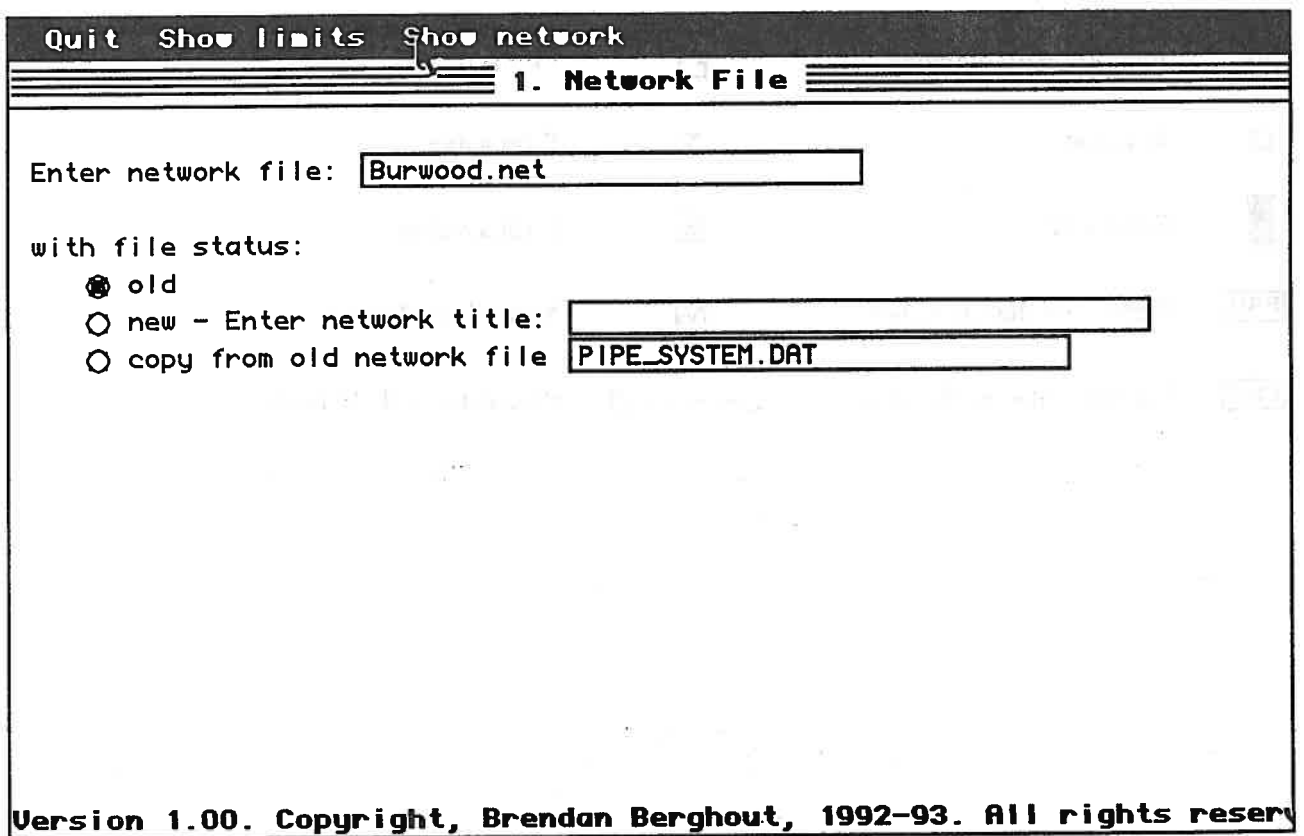 Quit Show limits Show network
1. Network File
Enter network file: Burwood.net
with file status:
old
new - Enter network title:
copy from old network file PIPE_SYSTEM.DAT
Version 1.00. Copyright, Brendan Berghout, 1992-93. All rights reserv